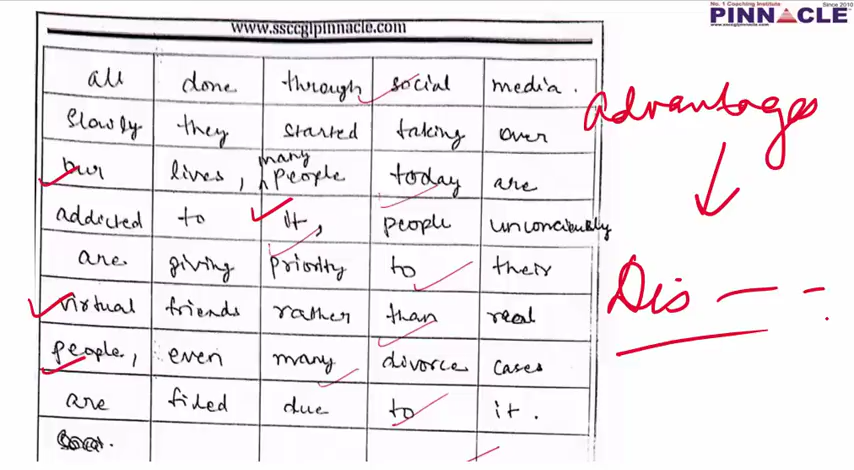 No. 1 Coaching Institute
Since 2010
PINNACLE
www.ssccglpinnacle.com
all done through social media.
Slowly they started taking over
our lives, many people today are
addicted to it, people unconciously
are giving priority to their
virtual friends rather than real
people, even many divorce cases
are filed due to it.
Advantages
Dis